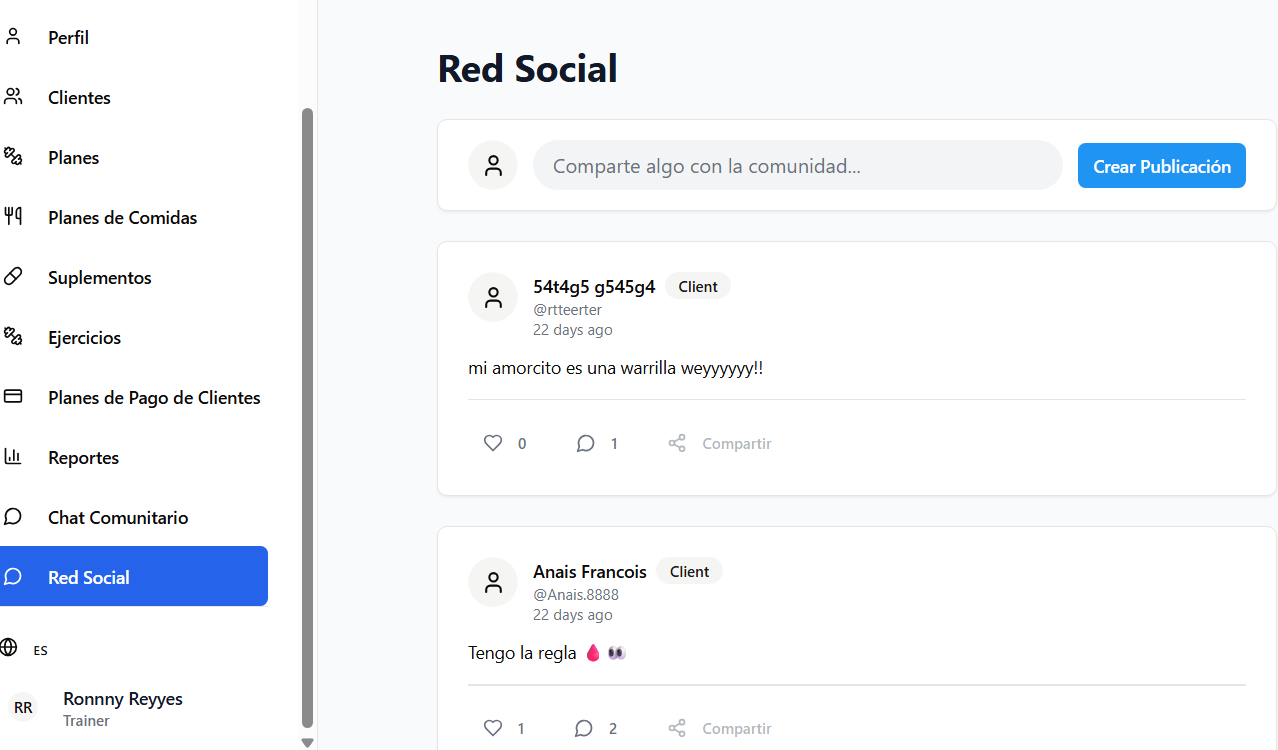 Perfil
Clientes
Planes
Planes de Comidas
Suplementos
Ejercicios
Planes de Pago de Clientes
Reportes
Chat Comunitario
Red Social
ES
RR
Ronnny Reyyes
Trainer
Red Social
Comparte algo con la comunidad...
Crear Publicación
54t4g5 g545g4 Client
@rtteerter
22 days ago
mi amorcito es una warrilla weyyyyyy!!
0 1 Compartir
Anais Francois Client
@Anais.8888
22 days ago
Tengo la regla 🩸 👀
1 2 Compartir